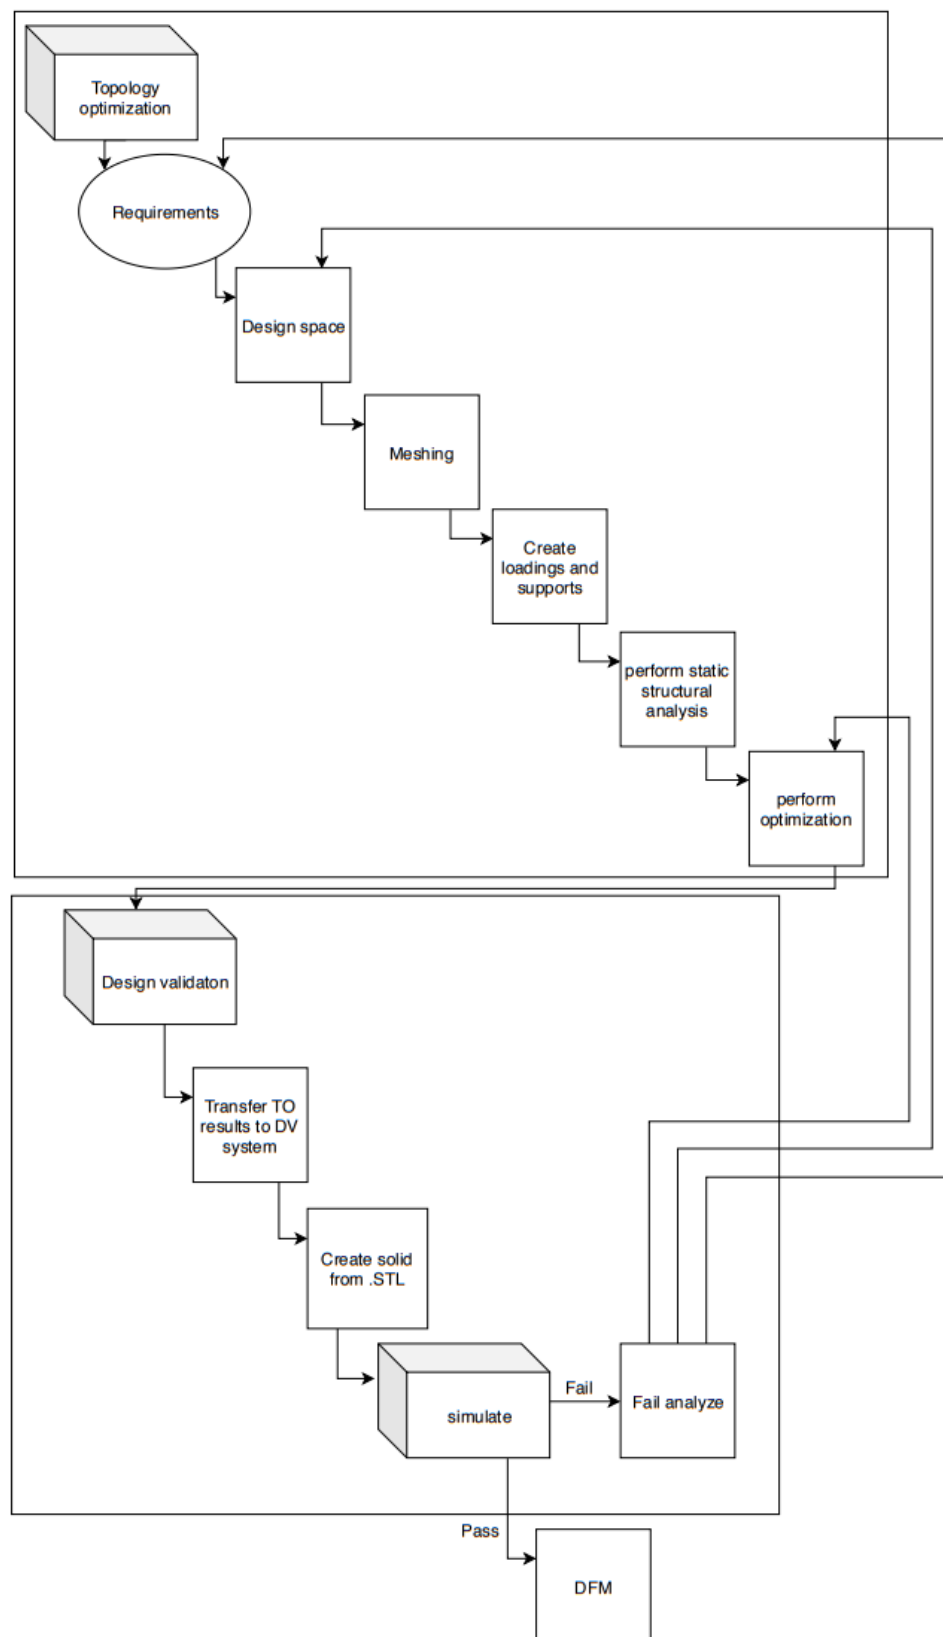 Topology
optimization
Requirements
Design space
Meshing
Create
loadings and
supports
perform static
structural
analysis
perform
optimization
Design validaton
Transfer TO
results to DV
system
Create solid
from .STL
simulate
Fail
Fail analyze
Pass
DFM